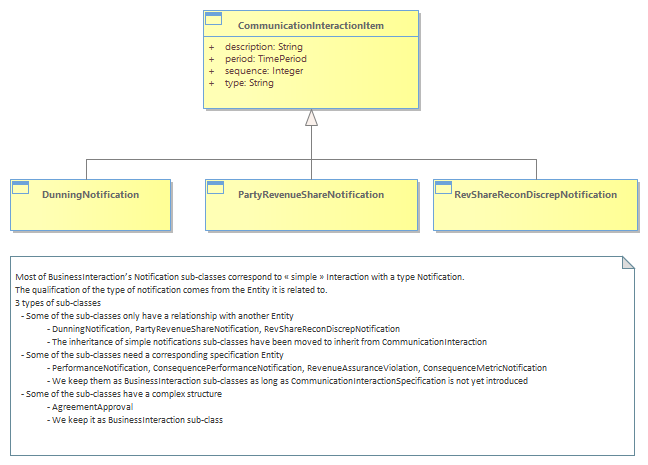 CommunicationInteractionItem
+ description: String
+ period: TimePeriod
+ sequence: Integer
+ type: String
DunningNotification
PartyRevenueShareNotification
RevShareReconDiscrepNotification
Most of BusinessInteraction's Notification sub-classes correspond to « simple » Interaction with a type Notification.
The qualification of the type of notification comes from the Entity it is related to.
3 types of sub-classes
- Some of the sub-classes only have a relationship with another Entity
- DunningNotification, PartyRevenueShareNotification, RevShareReconDiscrepNotification
- The inheritance of simple notifications sub-classes have been moved to inherit from CommunicationInteraction
- Some of the sub-classes need a corresponding specification Entity
- PerformanceNotification, ConsequencePerformanceNotification, RevenueAssuranceViolation, ConsequenceMetricNotification
- We keep them as BusinessInteraction sub-classes as long as CommunicationInteractionSpecification is not yet introduced
- Some of the sub-classes have a complex structure
- AgreementApproval
- We keep it as BusinessInteraction sub-class